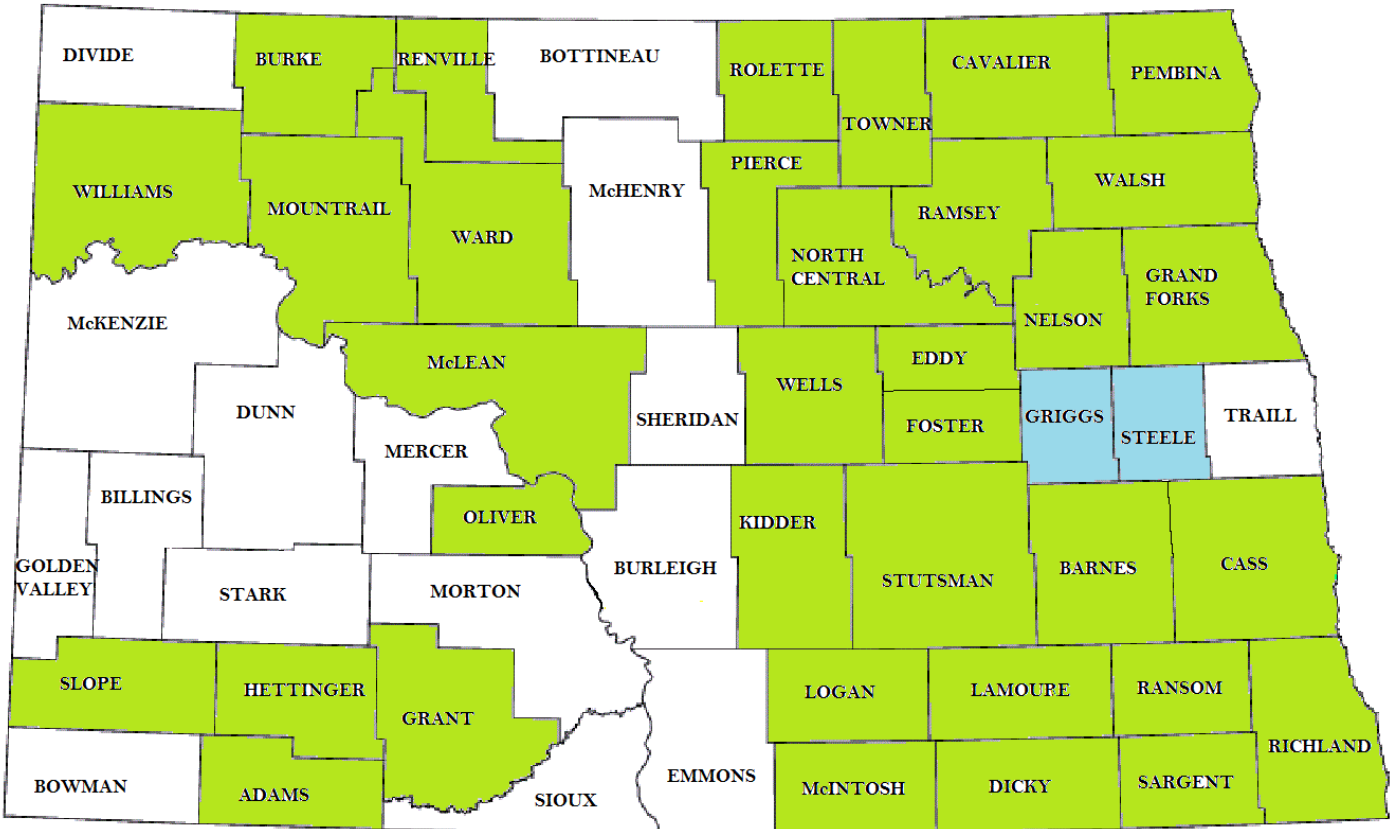 DIVIDE
BURKE
RENVILLE
BOTTINEAU
ROLETTE
TOWNER
CAVALIER
PEMBINA
WILLIAMS
MOUNTRAIL
WARD
McHENRY
PIERCE
RAMSEY
WALSH
NORTH
CENTRAL
NELSON
GRAND
FORKS
McKENZIE
McLEAN
SHERIDAN
WELLS
EDDY
FOSTER
GRIGGS
STEELE
TRAILL
DUNN
MERCER
BILLINGS
OLIVER
GOLDEN
VALLEY
STARK
MORTON
BURLEIGH
KIDDER
STUTSMAN
BARNES
CASS
SLOPE
HETTINGER
GRANT
LOGAN
LAMOURE
RANSOM
RICHLAND
BOWMAN
ADAMS
SIOUX
EMMONS
McINTOSH
DICKY
SARGENT